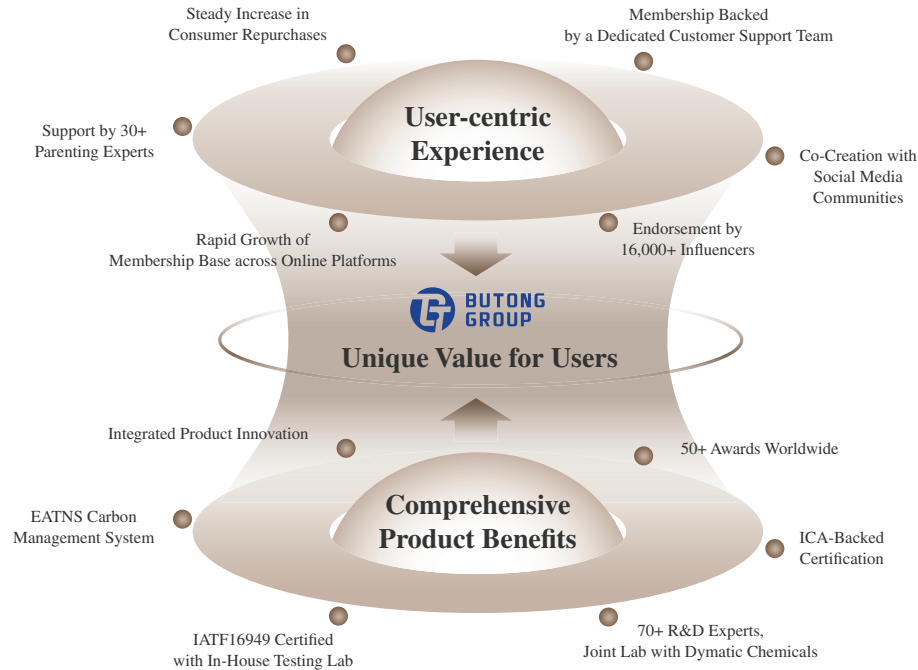 Steady Increase in
Consumer Repurchases
Membership Backed
by a Dedicated Customer Support Team
User-centric
Experience
Support by 30+
Parenting Experts
Co-Creation with
Social Media
Communities
Rapid Growth of
Membership Base across Online Platforms
Endorsement by
16,000+ Influencers
BUTONG
GROUP
Unique Value for Users
Integrated Product Innovation
50+ Awards Worldwide
Comprehensive
Product Benefits
EATNS Carbon
Management System
ICA-Backed
Certification
IATF16949 Certified
with In-House Testing Lab
70+ R&D Experts,
Joint Lab with Dymatic Chemicals